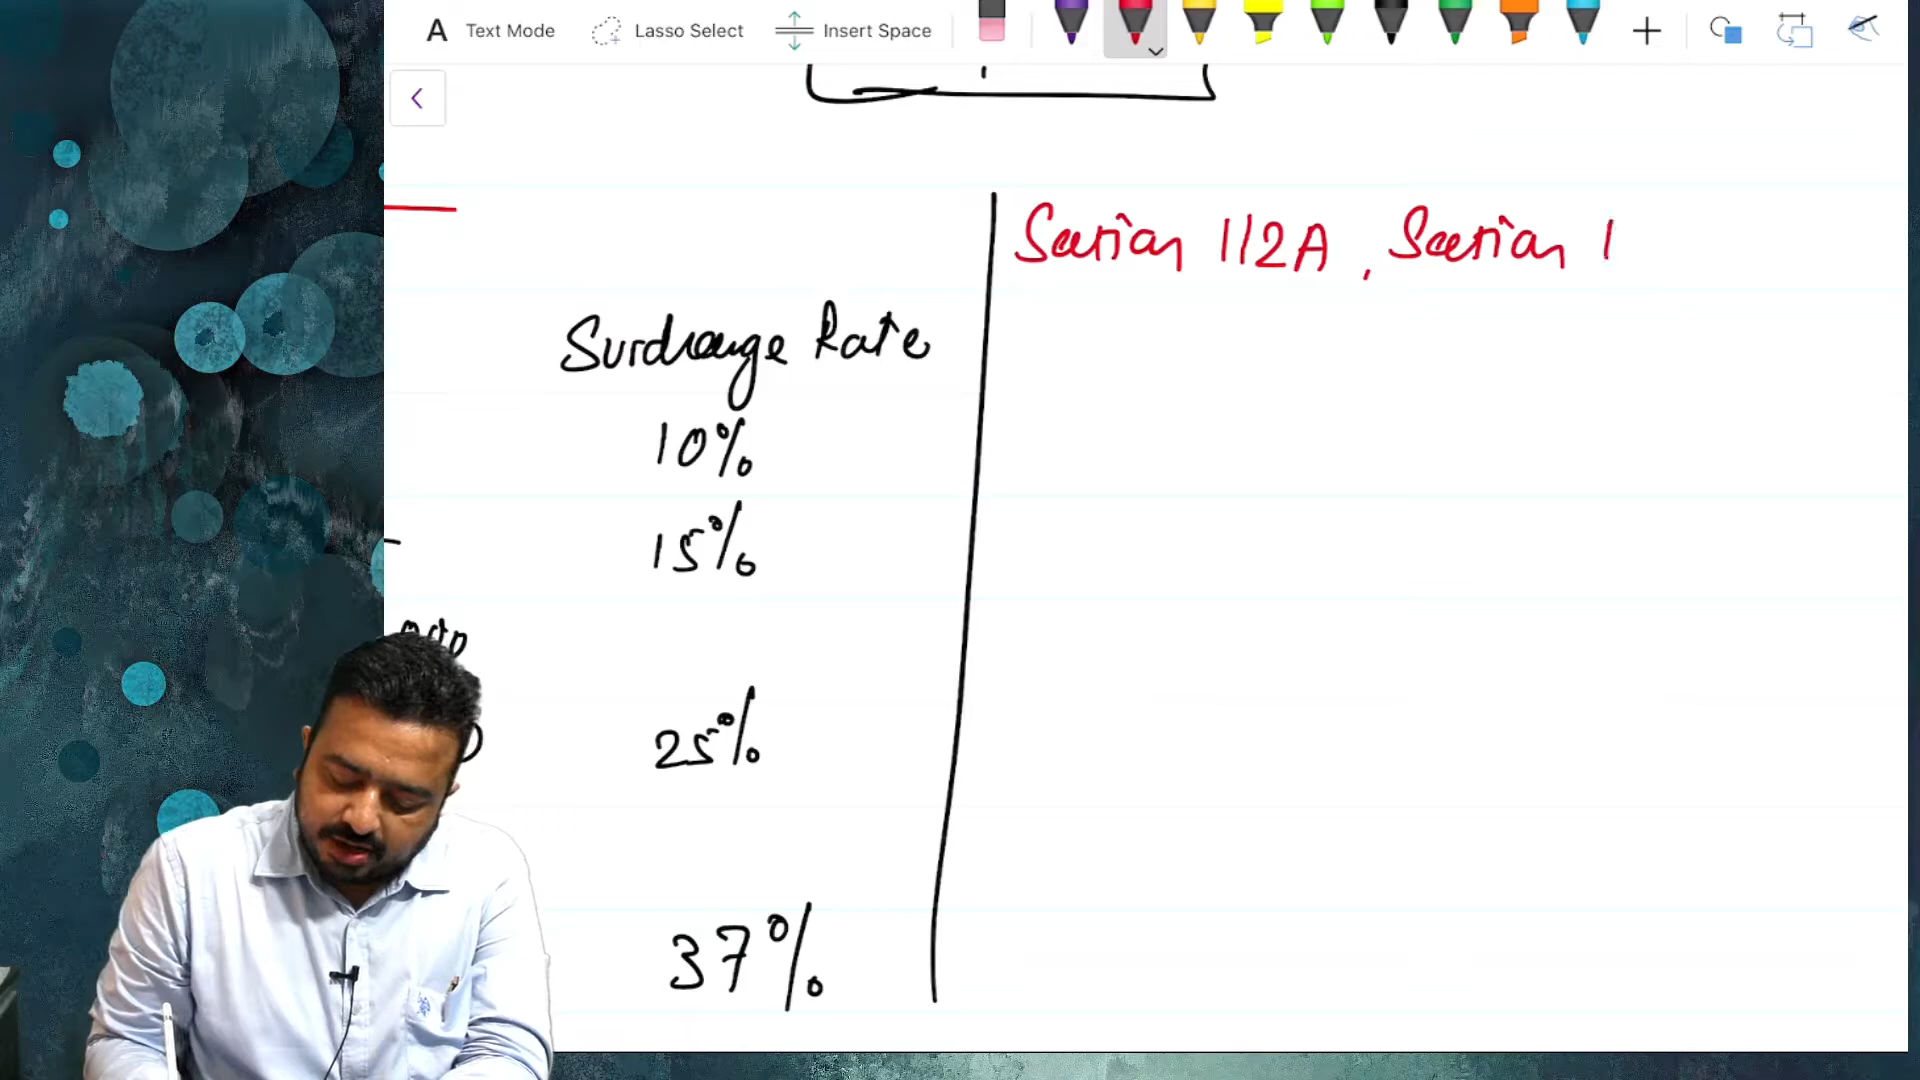 A Text Mode Lasso Select Insert Space
Section 112A, Section 1
Surcharge Rate
10%
15%
25%
37%